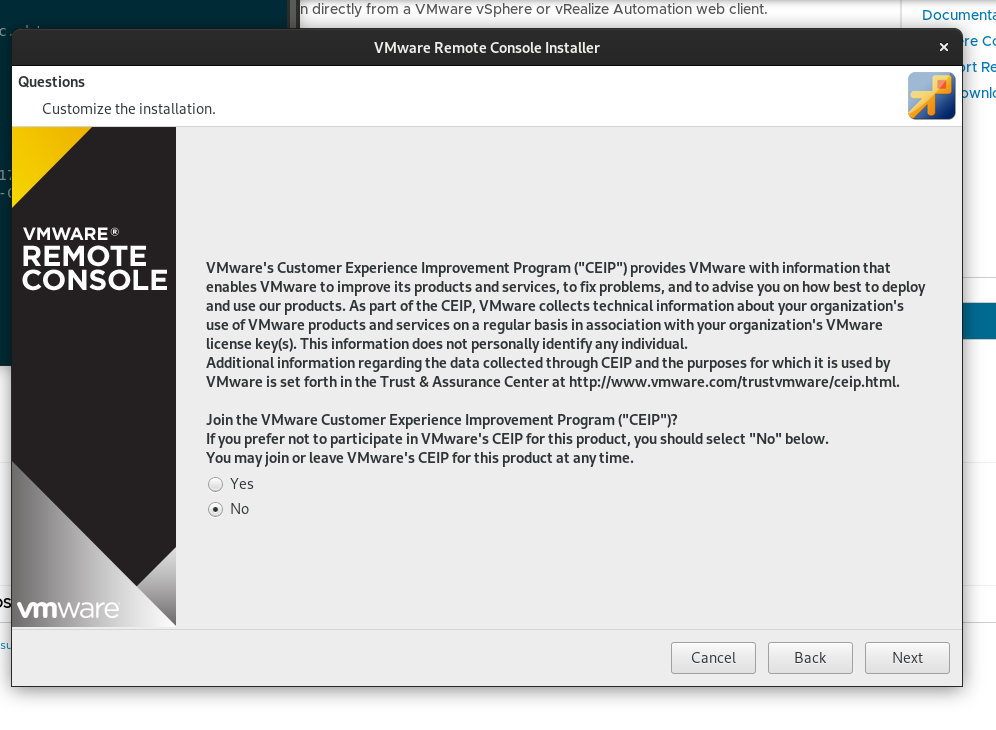 n directly from a VMware vSphere or vRealize Automation web client.
VMware Remote Console Installer
Questions
Customize the installation.
VMWARE®
REMOTE
CONSOLE
VMware's Customer Experience Improvement Program ("CEIP") provides VMware with information that
enables VMware to improve its products and services, to fix problems, and to advise you on how best to deploy
and use our products. As part of the CEIP, VMware collects technical information about your organization's
use of VMware products and services on a regular basis in association with your organization's VMware
license key(s). This information does not personally identify any individual.
Additional information regarding the data collected through CEIP and the purposes for which it is used by
VMware is set forth in the Trust & Assurance Center at http://www.vmware.com/trustvmware/ceip.html.
Join the VMware Customer Experience Improvement Program ("CEIP")?
If you prefer not to participate in VMware's CEIP for this product, you should select "No" below.
You may join or leave VMware's CEIP for this product at any time.
Yes
No
vmware
Cancel
Back
Next